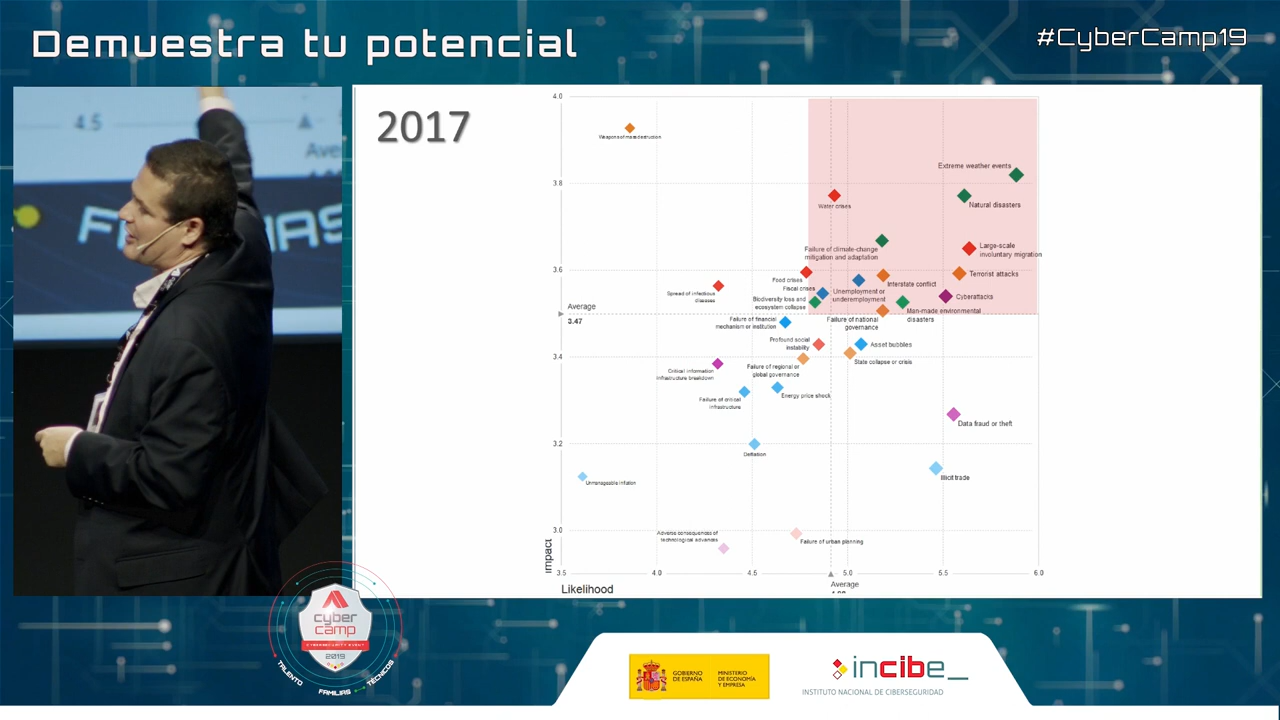 Demuestra tu potencial
#CyberCamp19
4.5
Ave
2017
4.0
Weapons of mass destruction
Extreme weather events
3.8
Natural disasters
Water crises
Large-scale
involuntary migration
Failure of climate-change
mitigation and adaptation
3.6
Food crises
Terrorist attacks
Interstate conflict
Fiscal crises
Unemployment or
underemployment
Spread of infectious
diseases
Cyberattacks
Biodiversity loss and
ecosystem collapse
Man-made environmental
disasters
Average
3.47
Failure of national
governance
Failure of financial
mechanism or institution
Profound social
instability
Asset bubbles
3.4
State collapse or crisis
Critical information
infrastructure breakdown
Failure of regional or
global governance
Failure of critical
infrastructure
Energy price shock
Data fraud or theft
3.2
Deflation
Unmanageable inflation
Illicit trade
3.0
Adverse consequences of
technological advances
Failure of urban planning
Impact
3.5
4.0
4.5
5.0
5.5
6.0
Average
Likelihood
cyber
camp
CYBERSECURITY EVENT
2019
TALENTO
FAMILIAS
TÉCNICOS
GOBIERNO
DE ESPAÑA
MINISTERIO
DE ECONOMÍA
Y EMPRESA
incibe_
INSTITUTO NACIONAL DE CIBERSEGURIDAD